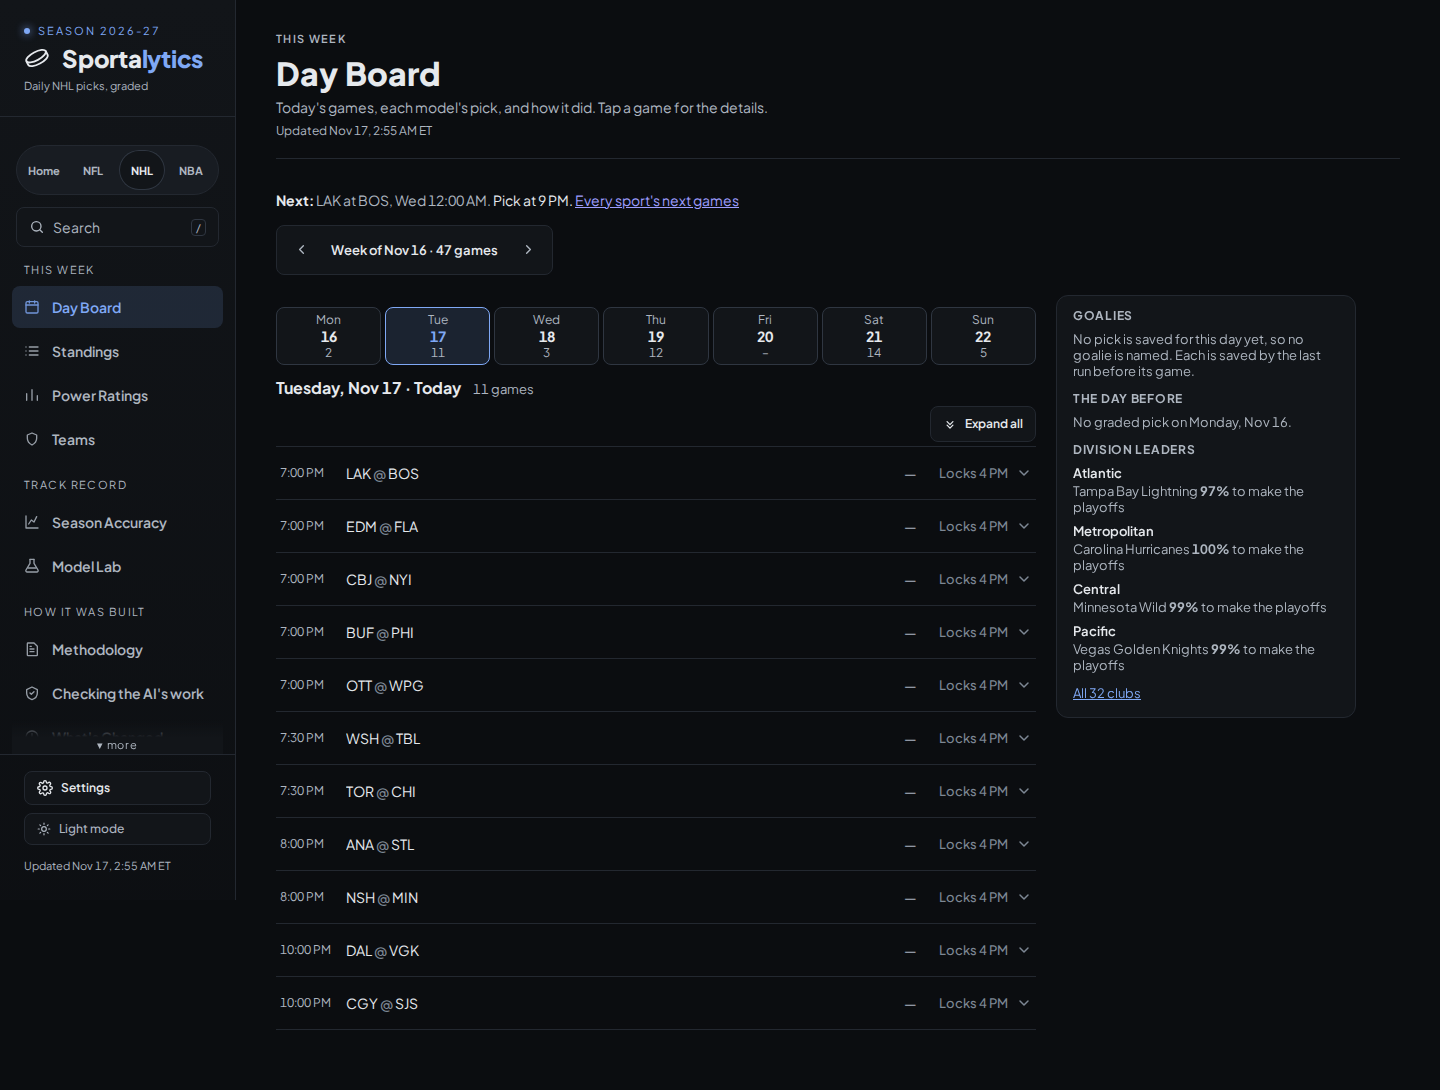 SEASON 2026-27
Sportalytics
Daily NHL picks, graded
Home NFL NHL NBA
Search /
THIS WEEK
Day Board
Standings
Power Ratings
Teams
TRACK RECORD
Season Accuracy
Model Lab
HOW IT WAS BUILT
Methodology
Checking the AI's work
▾ more
Settings
Light mode
Updated Nov 17, 2:55 AM ET
THIS WEEK
Day Board
Today's games, each model's pick, and how it did. Tap a game for the details.
Updated Nov 17, 2:55 AM ET
Next: LAK at BOS, Wed 12:00 AM. Pick at 9 PM. Every sport's next games
Week of Nov 16 · 47 games
Mon 16 2
Tue 17 11
Wed 18 3
Thu 19 12
Fri 20 –
Sat 21 14
Sun 22 5
Tuesday, Nov 17 · Today 11 games
Expand all
7:00 PM LAK @ BOS — Locks 4 PM
7:00 PM EDM @ FLA — Locks 4 PM
7:00 PM CBJ @ NYI — Locks 4 PM
7:00 PM BUF @ PHI — Locks 4 PM
7:00 PM OTT @ WPG — Locks 4 PM
7:30 PM WSH @ TBL — Locks 4 PM
7:30 PM TOR @ CHI — Locks 4 PM
8:00 PM ANA @ STL — Locks 4 PM
8:00 PM NSH @ MIN — Locks 4 PM
10:00 PM DAL @ VGK — Locks 4 PM
10:00 PM CGY @ SJS — Locks 4 PM
GOALIES
No pick is saved for this day yet, so no
goalie is named. Each is saved by the last
run before its game.
THE DAY BEFORE
No graded pick on Monday, Nov 16.
DIVISION LEADERS
Atlantic
Tampa Bay Lightning 97% to make the
playoffs
Metropolitan
Carolina Hurricanes 100% to make the
playoffs
Central
Minnesota Wild 99% to make the playoffs
Pacific
Vegas Golden Knights 99% to make the
playoffs
All 32 clubs